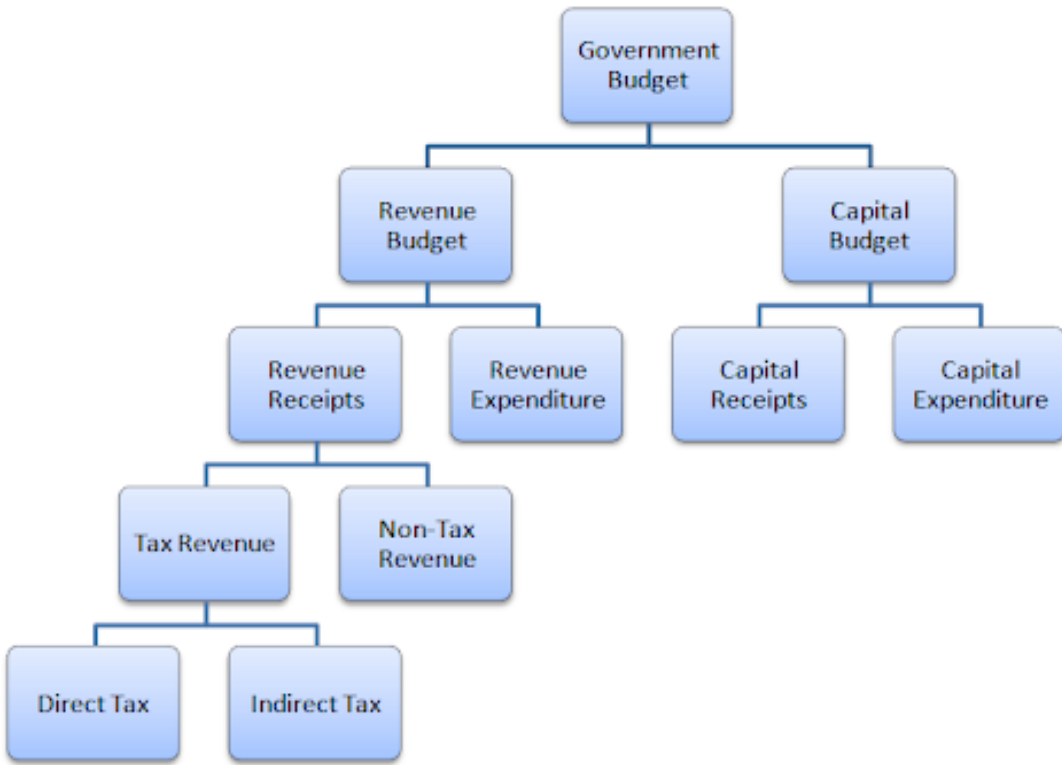 Government
Budget
Revenue
Budget
Capital
Budget
Revenue
Receipts
Revenue
Expenditure
Capital
Receipts
Capital
Expenditure
Tax Revenue
Non-Tax
Revenue
Direct Tax
Indirect Tax